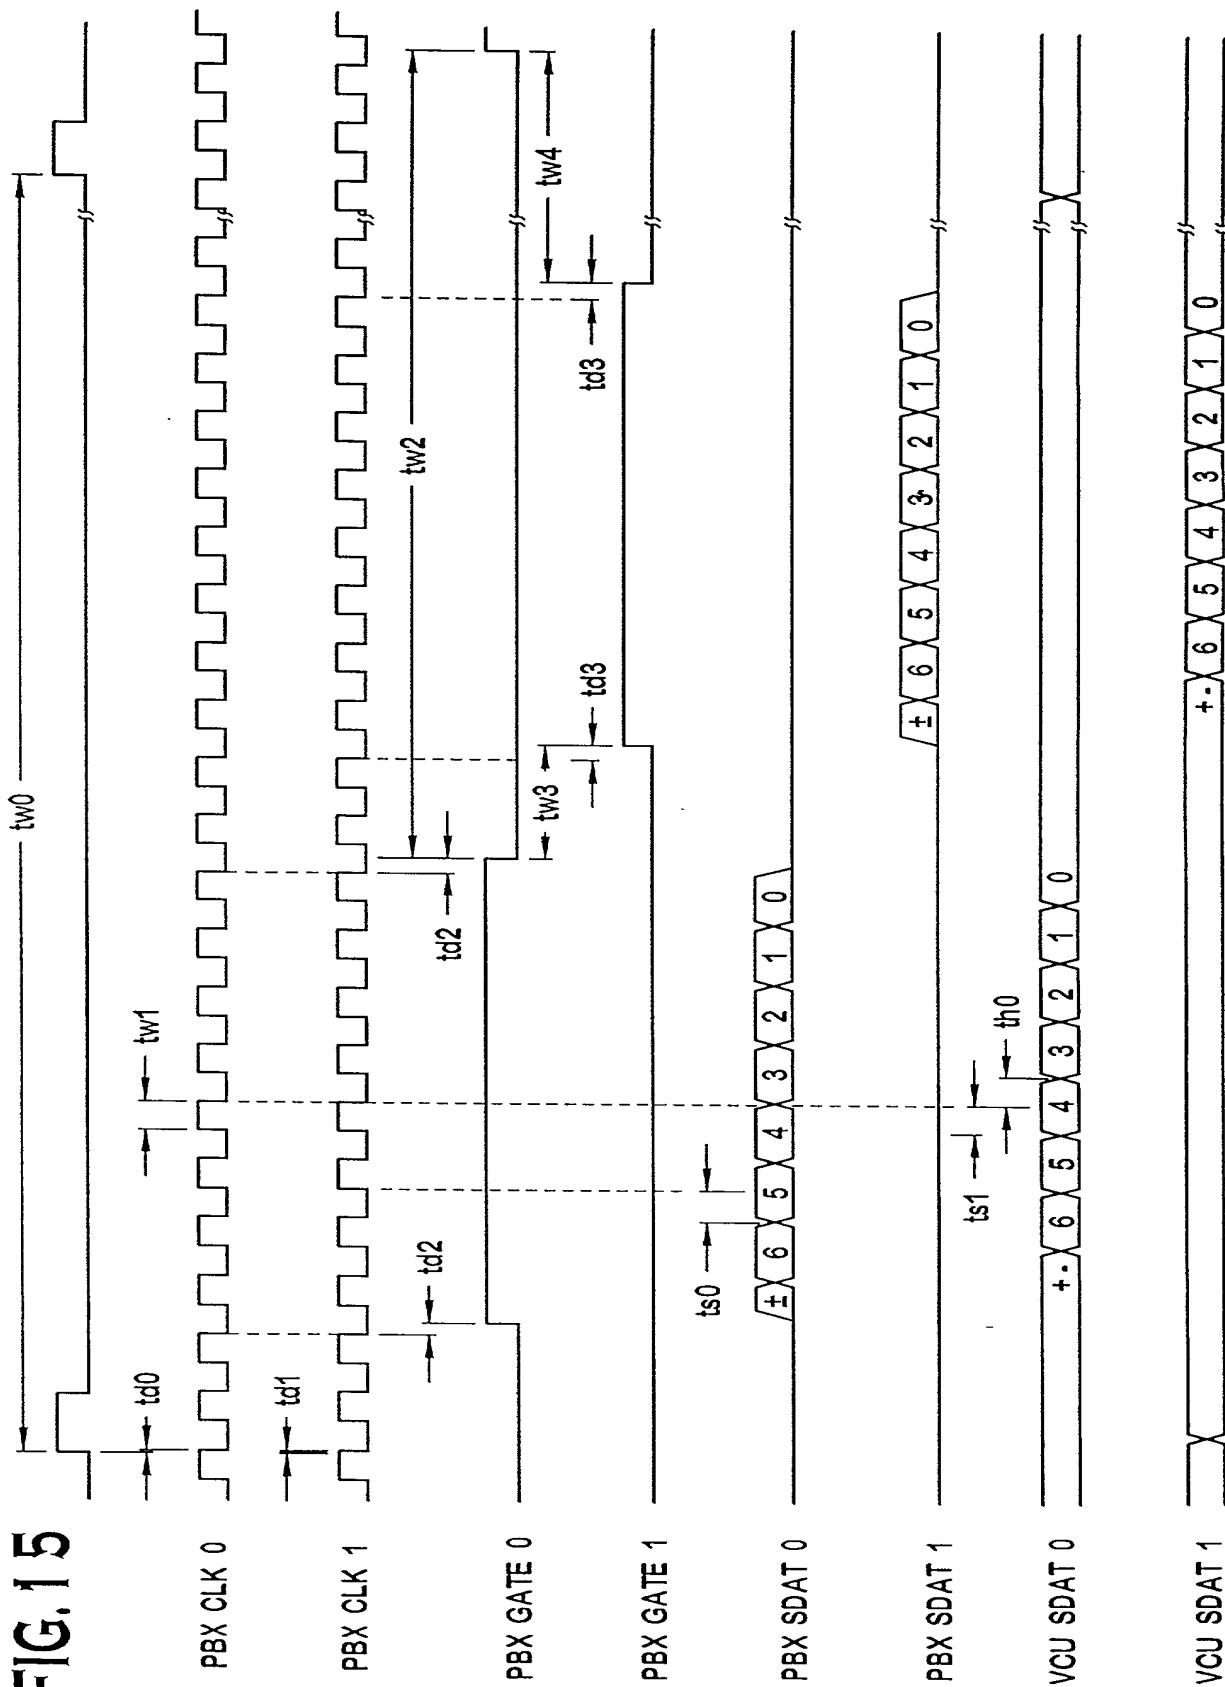 FIG. 15
tw0
td0
PBX CLK 0
tw1
td1
PBX CLK 1
td2
td2
tw2
PBX GATE 0
tw3
tw4
td3
td3
PBX GATE 1
ts0
PBX SDAT 0
± 6 5 4 3 2 1 0
PBX SDAT 1
± 6 5 4 3 2 1 0
ts1
th0
VCU SDAT 0
+- 6 5 4 3 2 1 0
VCU SDAT 1
+- 6 5 4 3 2 1 0